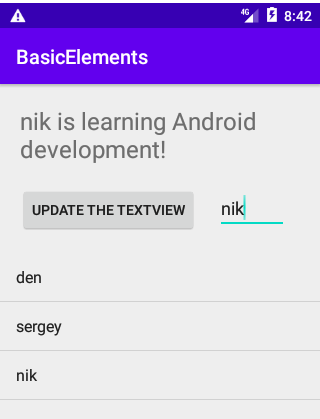 4G 8:42
BasicElements
nik is learning Android
development!
UPDATE THE TEXTVIEW nik
den
sergey
nik